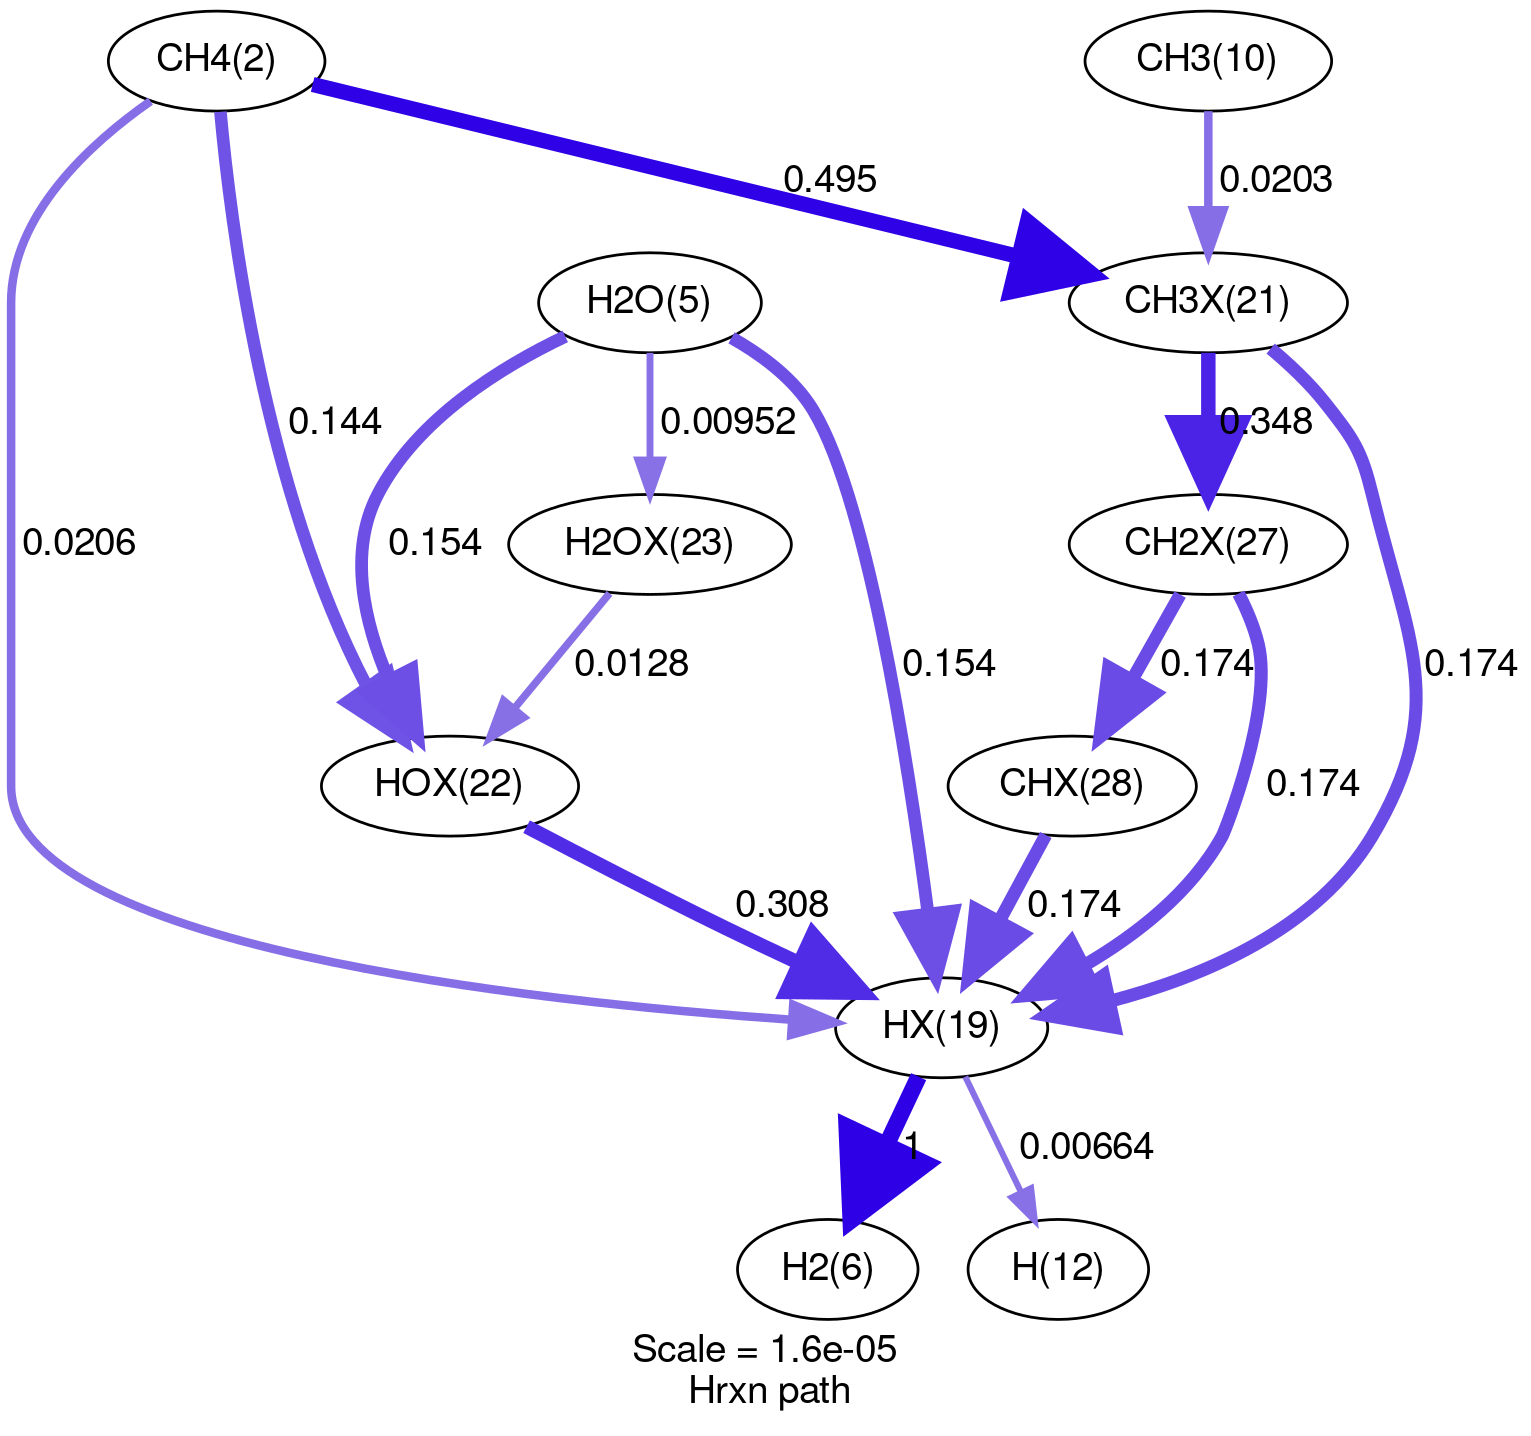 CH4(2)
CH3(10)
0.495
0.0203
H2O(5)
CH3X(21)
0.144
0.00952
0.348
0.0206
0.154
H2OX(23)
CH2X(27)
0.0128
0.154
0.174
0.174
HOX(22)
CHX(28)
0.174
0.308
0.174
HX(19)
1
0.00664
H2(6)
H(12)
Scale = 1.6e-05
Hrxn path